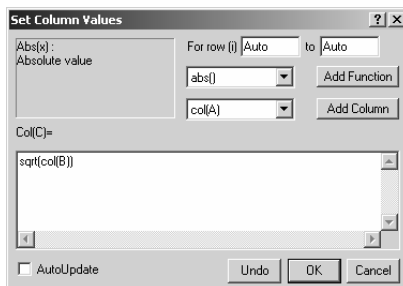 Set Column Values
Abs(x) :
Absolute value
For row (i) Auto to Auto
abs() Add Function
col(A) Add Column
Col(C)=
sqrt(col(B))
AutoUpdate Undo OK Cancel